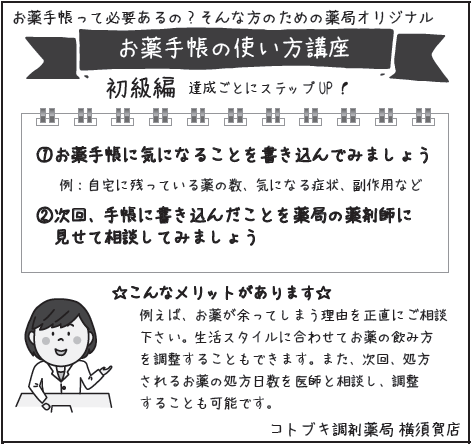 お薬手帳って必要あるの？そんな方のための薬局オリジナル
お薬手帳の使い方講座
初級編 達成ごとにステップUP！
①お薬手帳に気になることを書き込んでみましょう
例：自宅に残っている薬の数、気になる症状、副作用など
②次回、手帳に書き込んだことを薬局の薬剤師に
見せて相談してみましょう
☆こんなメリットがあります☆
例えば、お薬が余ってしまう理由を正直にご相談
下さい。生活スタイルに合わせてお薬の飲み方
を調整することもできます。また、次回、処方
されるお薬の処方日数を医師と相談し、調整
することも可能です。
コトブキ調剤薬局 横須賀店